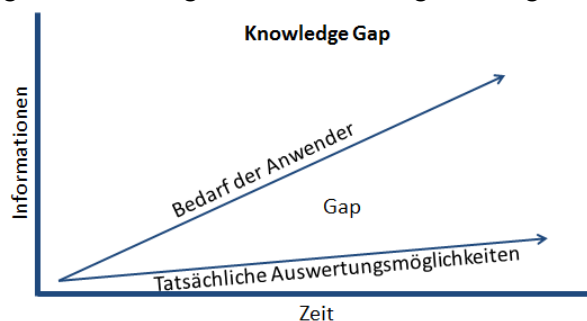 Knowledge Gap
Informationen
Bedarf der Anwender
Gap
Tatsächliche Auswertungsmöglichkeiten
Zeit